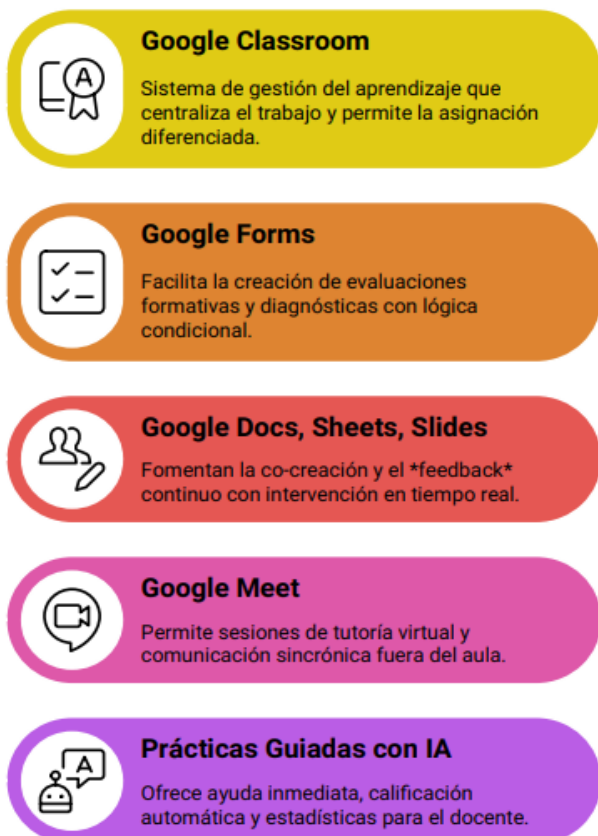 Google Classroom
Sistema de gestión del aprendizaje que
centraliza el trabajo y permite la asignación
diferenciada.
Google Forms
Facilita la creación de evaluaciones
formativas y diagnósticas con lógica
condicional.
Google Docs, Sheets, Slides
Fomentan la co-creación y el *feedback*
continuo con intervención en tiempo real.
Google Meet
Permite sesiones de tutoría virtual y
comunicación sincrónica fuera del aula.
Prácticas Guiadas con IA
Ofrece ayuda inmediata, calificación
automática y estadísticas para el docente.